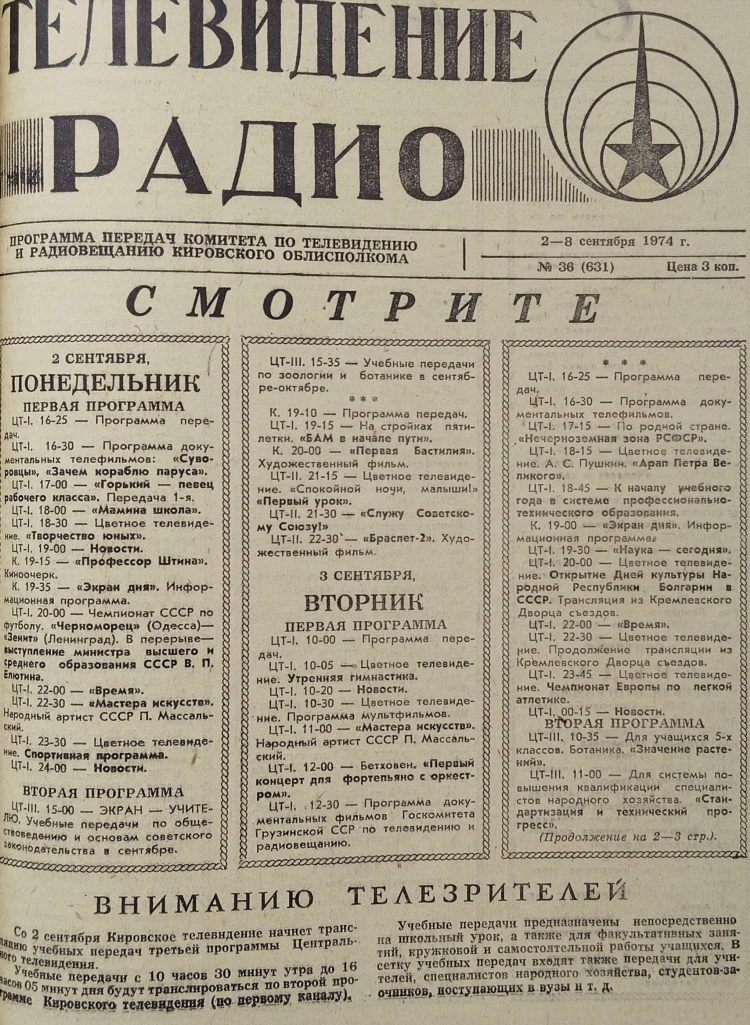 ТЕЛЕВИДЕНИЕ
РАДИО
ПРОГРАММА ПЕРЕДАЧ КОМИТЕТА ПО ТЕЛЕВИДЕНИЮ
И РАДИОВЕЩАНИЮ КИРОВСКОГО ОБЛИСПОЛКОМА
2—8 сентября 1974 г.
№ 36 (631) Цена 3 коп.
СМОТРИТЕ
2 СЕНТЯБРЯ,
ПОНЕДЕЛЬНИК
ПЕРВАЯ ПРОГРАММА
ЦТ-I. 16-25 — Программа пере-
дач.
ЦТ-I. 16-30 — Программа доку-
ментальных телефильмов: «Суво-
ровцы», «Зачем кораблю паруса».
ЦТ-I. 17-00 — «Горький — певец
рабочего класса». Передача 1-я.
ЦТ-I. 18-00 — «Мамина школа».
ЦТ-I. 18-30 — Цветное телевиде-
ние. «Творчество юных».
ЦТ-I. 19-00 — Новости.
К. 19-15 — «Профессор Штина».
Киноочерк.
К. 19-35 — «Экран дня». Инфор-
мационная программа.
ЦТ-I. 20-00 — Чемпионат СССР по
футболу. «Черноморец» (Одесса)—
«Зенит» (Ленинград). В перерыве—
выступление министра высшего и
среднего образования СССР В. П.
Елютина.
ЦТ-I. 22-00 — «Время».
ЦТ-I. 22-30 — «Мастера искусств».
Народный артист СССР П. Массаль-
ский.
ЦТ-I. 23-30 — Цветное телевиде-
ние. Спортивная программа.
ЦТ-I. 24-00 — Новости.
ВТОРАЯ ПРОГРАММА
ЦТ-III. 15-00 — ЭКРАН — УЧИТЕ-
ЛЮ. Учебные передачи по обще-
ствоведению и основам советского
законодательства в сентябре.
ЦТ-III. 15-35 — Учебные передачи
по зоологии и ботанике в сентяб-
ре-октябре.
* * *
К. 19-10 — Программа передач.
ЦТ-I. 19-15 — На стройках пяти-
летки. «БАМ в начале пути».
К. 20-00 — «Первая Бастилия».
Художественный фильм.
ЦТ-II. 21-15 — Цветное телевиде-
ние. «Спокойной ночи, малыши!»
«Первый урок».
ЦТ-II. 21-30 — «Служу Советско-
му Союзу!»
ЦТ-II. 22-30 — «Браслет-2». Худо-
жественный фильм.
3 СЕНТЯБРЯ,
ВТОРНИК
ПЕРВАЯ ПРОГРАММА
ЦТ-I. 10-00 — Программа пере-
дач.
ЦТ-I. 10-05 — Цветное телевиде-
ние. Утренняя гимнастика.
ЦТ-I. 10-20 — Новости.
ЦТ-I. 10-30 — Цветное телевиде-
ние. Программа мультфильмов.
ЦТ-I. 11-00 — «Мастера искусств».
Народный артист СССР П. Массаль-
ский.
ЦТ-I. 12-00 — Бетховен. «Первый
концерт для фортепьяно с оркест-
ром».
ЦТ-I. 12-30 — Программа доку-
ментальных фильмов Госкомитета
Грузинской ССР по телевидению и
радиовещанию.
* * *
ЦТ-I. 16-25 — Программа пере-
дач.
ЦТ-I. 16-30 — Программа доку-
ментальных телефильмов.
ЦТ-I. 17-15 — По родной стране.
«Нечерноземная зона РСФСР».
ЦТ-I. 18-15 — Цветное телевиде-
ние. А. С. Пушкин. «Арап Петра Ве-
ликого».
ЦТ-I. 18-45 — К началу учебного
года в системе профессионально-
технического образования.
К. 19-00 — «Экран дня». Инфор-
мационная программа.
ЦТ-I. 19-30 — «Наука — сегодня».
ЦТ-I. 20-00 — Цветное телевиде-
ние. Открытие Дней культуры На-
родной Республики Болгарии в
СССР. Трансляция из Кремлевского
Дворца съездов.
ЦТ-I. 22-00 — «Время».
ЦТ-I. 22-30 — Цветное телевиде-
ние. Продолжение трансляции из
Кремлевского Дворца съездов.
ЦТ-I. 23-45 — Цветное телевиде-
ние. Чемпионат Европы по легкой
атлетике.
ЦТ-I. 00-15 — Новости.
ВТОРАЯ ПРОГРАММА
ЦТ-III. 10-35 — Для учащихся 5-х
классов. Ботаника. «Значение расте-
ний».
ЦТ-III. 11-00 — Для системы по-
вышения квалификации специали-
стов народного хозяйства. «Стан-
дартизация и технический про-
гресс».
(Продолжение на 2—3 стр.).
ВНИМАНИЮ ТЕЛЕЗРИТЕЛЕЙ
Со 2 сентября Кировское телевидение начнет транс-
ляцию учебных передач третьей программы Централь-
ного телевидения.
Учебные передачи с 10 часов 30 минут утра до 16
часов 05 минут дня будут транслироваться по второй про-
грамме Кировского телевидения (по первому каналу).
Учебные передачи предназначены непосредственно
на школьный урок, а также для факультативных заня-
тий, кружковой и самостоятельной работы учащихся. В
сетку учебных передач входят также передачи для учи-
телей, специалистов народного хозяйства, студентов-за-
очников, поступающих в вузы и т. д.